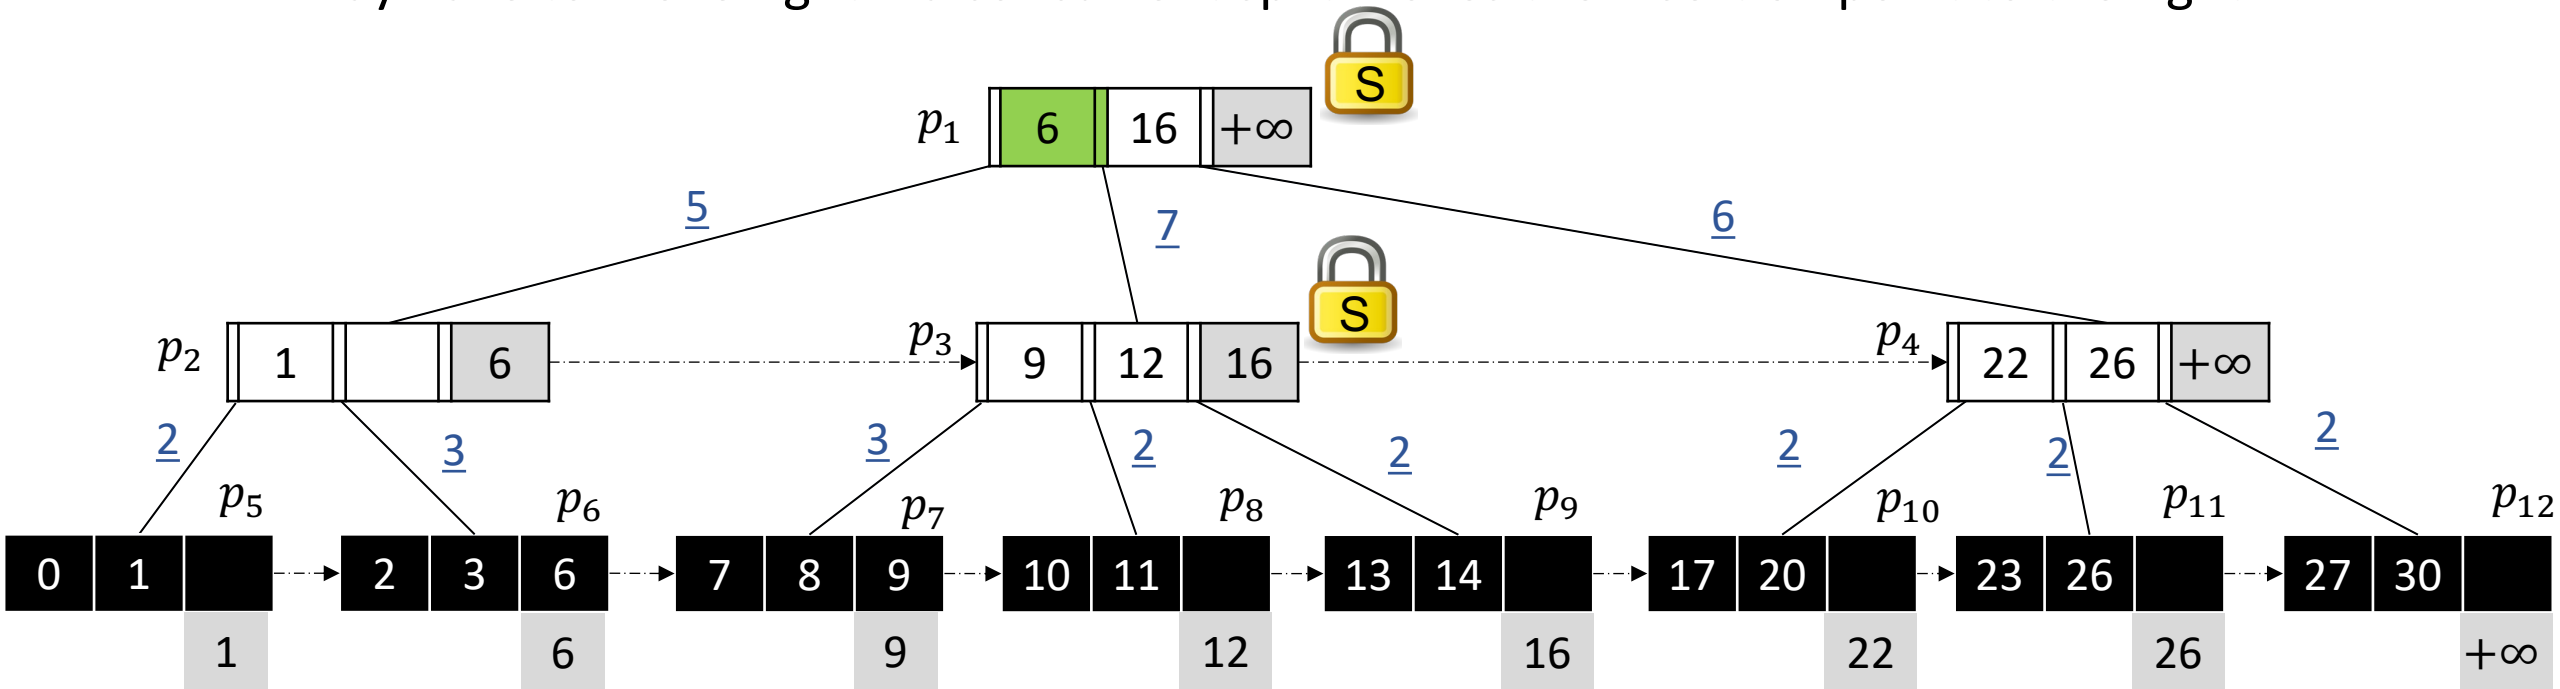 S
p₁ 6 16 +∞
5 7 6
S
p₂ 1 6 p₃ 9 12 16 p₄ 22 26 +∞
2 3 3 2 2 2 2 2
p₅ p₆ p₇ p₈ p₉ p₁₀ p₁₁ p₁₂
0 1 2 3 6 7 8 9 10 11 13 14 17 20 23 26 27 30
1 6 9 12 16 22 26 +∞